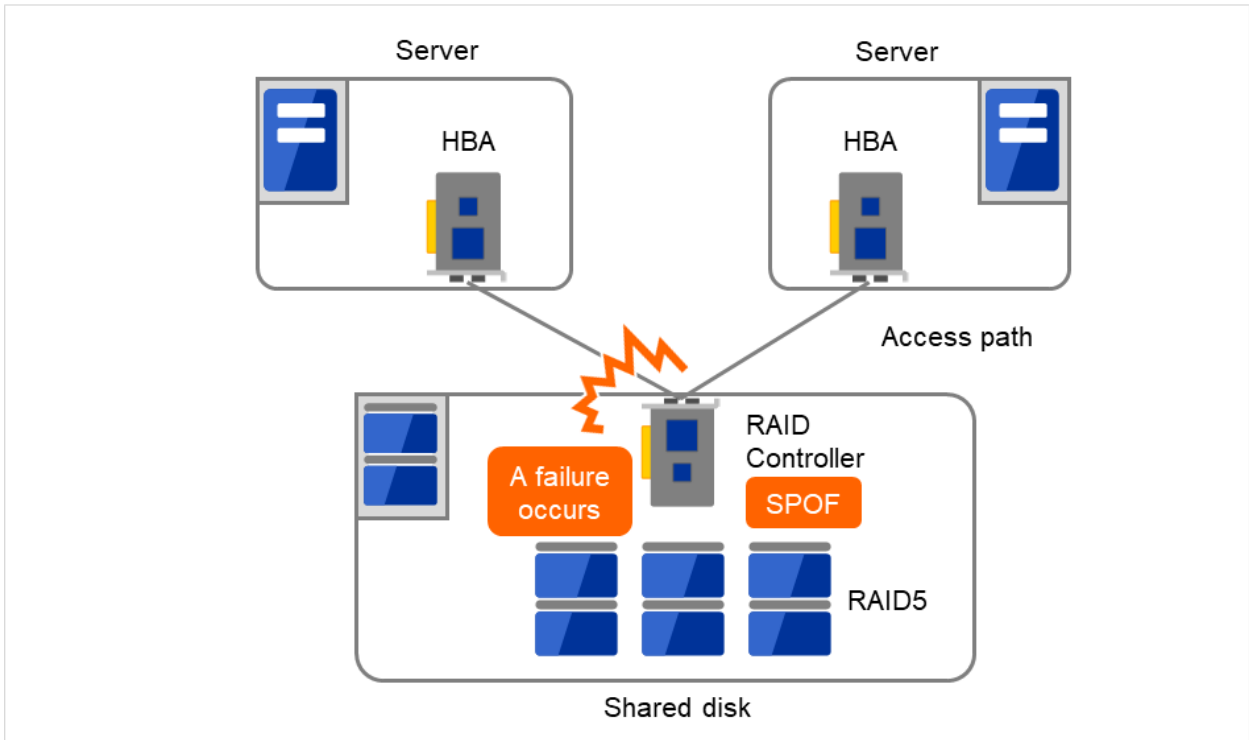 Server
Server
HBA
HBA
Access path
RAID
Controller
A failure
occurs
SPOF
RAID5
Shared disk